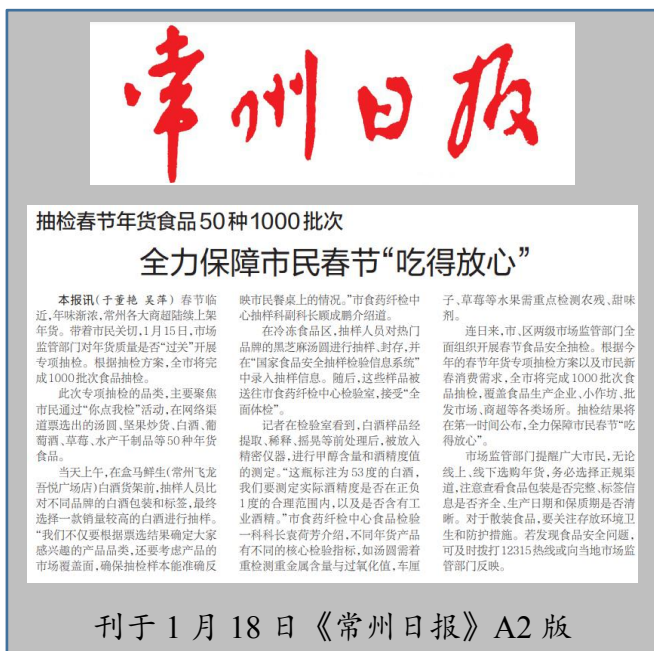 常州日报
抽检春节年货食品50种1000批次
全力保障市民春节“吃得放心”
本报讯(于董艳 吴萍) 春节临
近,年味渐浓,常州各大商超陆续上架
年货。带着市民关切,1月15日,市场
监管部门对年货质量是否“过关”开展
专项抽检。根据抽检方案,全市将完
成1000批次食品抽检。
此次专项抽检的品类,主要聚焦
市民通过“你点我检”活动,在网络渠
道票选出的汤圆、坚果炒货、白酒、葡
萄酒、草莓、水产干制品等50种年货
食品。
当天上午,在盒马鲜生(常州飞龙
吾悦广场店)白酒货架前,抽样人员比
对不同品牌的白酒包装和标签,最终
选择一款销量较高的白酒进行抽样。
“我们不仅要根据票选结果确定大家
感兴趣的产品品类,还要考虑产品的
市场覆盖面,确保抽检样本能准确反
映市民餐桌上的情况。”市食药纤检中
心抽样科副科长顾成鹏介绍道。
在冷冻食品区,抽样人员对热门
品牌的黑芝麻汤圆进行抽样、封存,并
在“国家食品安全抽样检验信息系统”
中录入抽样信息。随后,这些样品被
送往市食药纤检中心检验室,接受“全
面体检”。
记者在检验室看到,白酒样品经
提取、稀释、摇晃等前处理后,被放入
精密仪器,进行甲醇含量和酒精度值
的测定。“这瓶标注为53度的白酒,
我们要测定实际酒精度是否在正负
1度的合理范围内,以及是否含有工
业酒精。”市食药纤检中心食品检验
一科科长袁荷芳介绍,不同年货产品
有不同的核心检验指标,如汤圆需着
重检测重金属含量与过氧化值,车厘
子、草莓等水果需重点检测农残、甜味
剂。
连日来,市、区两级市场监管部门全
面组织开展春节食品安全抽检。根据今
年的春节年货专项抽检方案以及市民新
春消费需求,全市将完成1000批次食
品抽检,覆盖食品生产企业、小作坊、批
发市场、商超等各类场所。抽检结果将
在第一时间公布,全力保障市民春节“吃
得放心”。
市场监管部门提醒广大市民,无论
线上、线下选购年货,务必选择正规渠
道,注意查看食品包装是否完整、标签信
息是否齐全、生产日期和保质期是否清
晰。对于散装食品,要关注存放环境卫
生和防护措施。若发现食品安全问题,
可及时拨打12315热线或向当地市场监
管部门反映。
刊于1月18日《常州日报》A2版